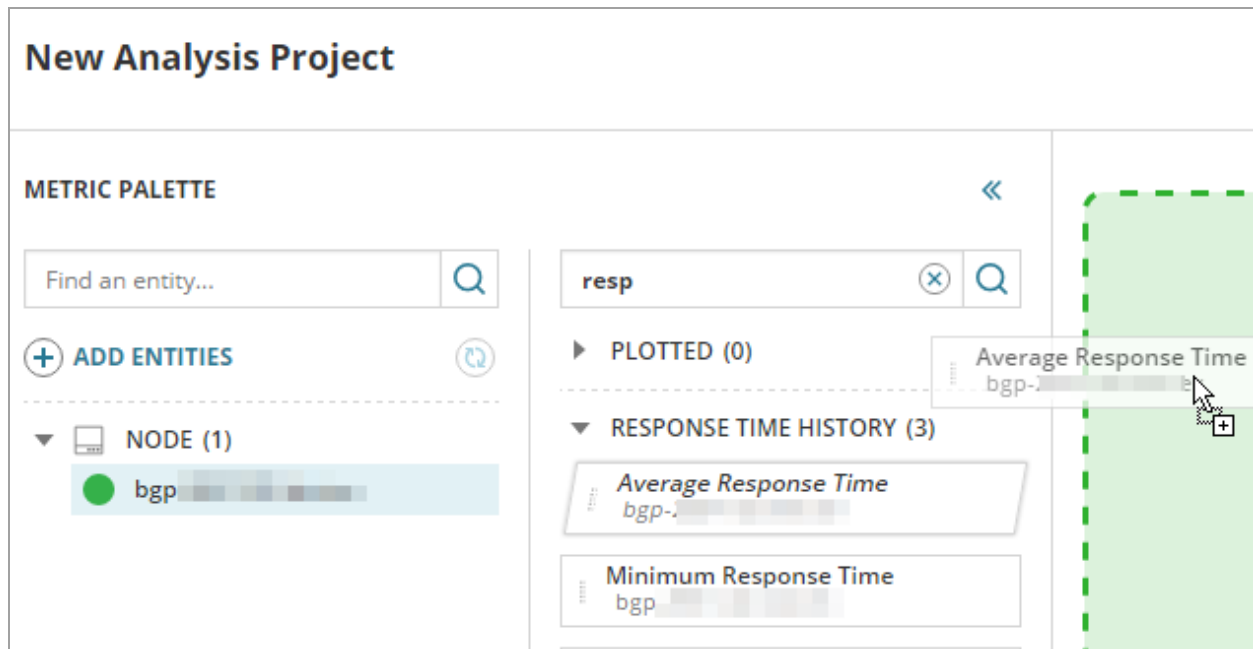 New Analysis Project
METRIC PALETTE
Find an entity...
ADD ENTITIES
NODE (1)
bgp
resp
PLOTTED (0)
RESPONSE TIME HISTORY (3)
Average Response Time
bgp-
Minimum Response Time
bgp
Average Response Time
bgp-